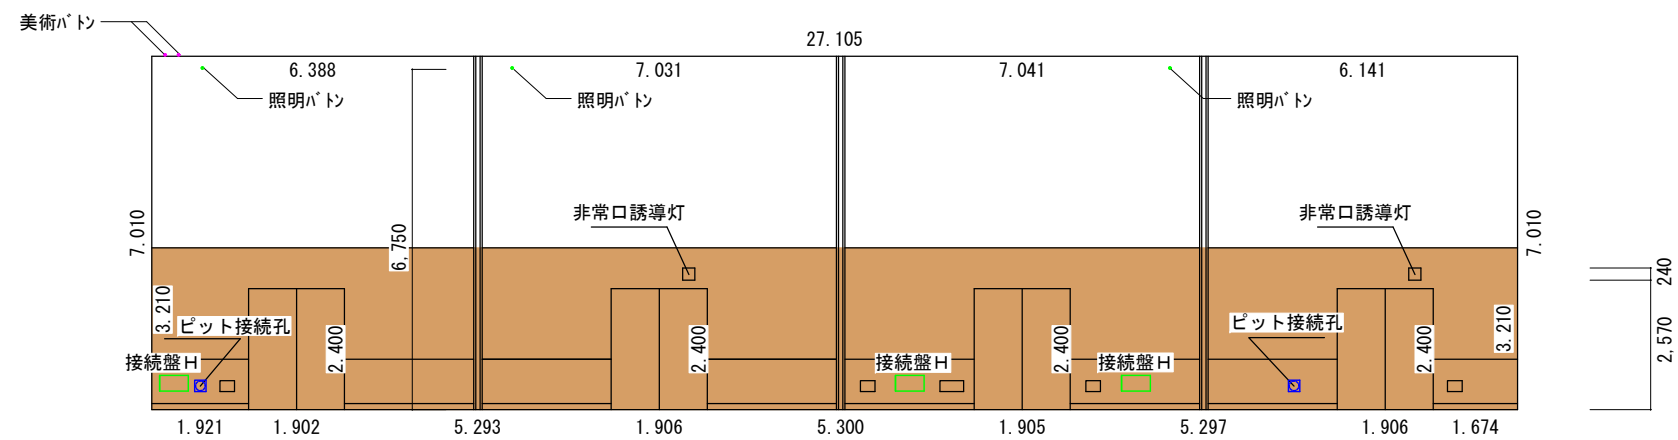 美術バトン
27.105
6.388
7.031
7.041
6.141
照明バトン
照明バトン
照明バトン
非常口誘導灯
非常口誘導灯
7.010
6,750
7.010
240
3.210
ピット接続孔
2.400
2.400
2.400
ピット接続孔
2.400
3.210
2,570
接続盤H
接続盤H
接続盤H
1.921
1.902
5.293
1.906
5.300
1.905
5.297
1.906
1.674